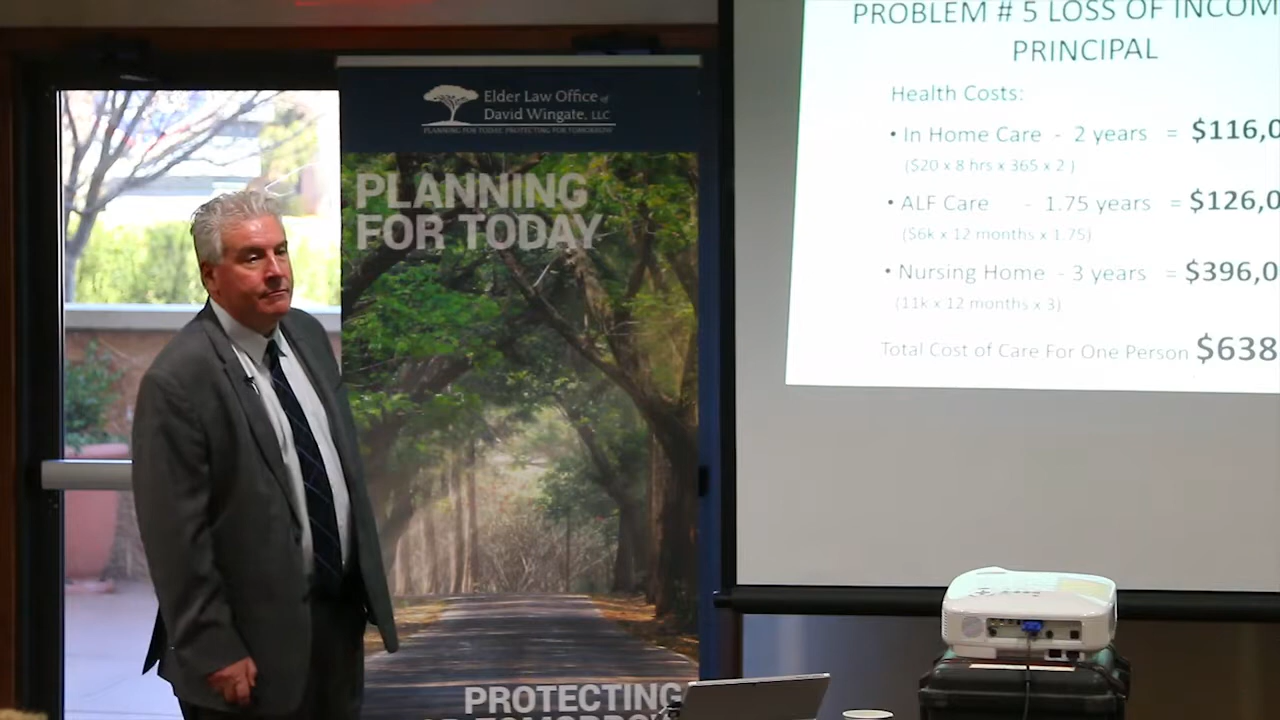 Elder Law Office of
David Wingate, LLC
PLANNING FOR TODAY. PROTECTING FOR TOMORROW
PLANNING
FOR TODAY
PROTECTING
TOMORROW
PROBLEM # 5 LOSS OF INCOM
PRINCIPAL
Health Costs:
• In Home Care - 2 years = $116,0
($20 x 8 hrs x 365 x 2 )
• ALF Care - 1.75 years = $126,0
($6k x 12 months x 1.75)
• Nursing Home - 3 years = $396,0
(11k x 12 months x 3)
Total Cost of Care For One Person $638